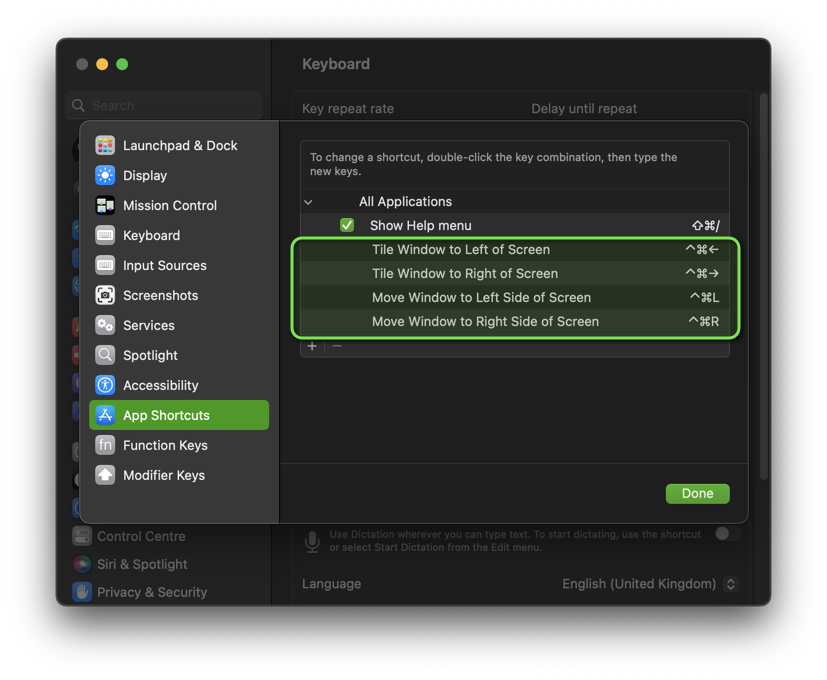 Keyboard
Search
Key repeat rate
Delay until repeat
Launchpad & Dock
Display
Mission Control
Keyboard
Input Sources
Screenshots
Services
Spotlight
Accessibility
App Shortcuts
fn Function Keys
Modifier Keys
To change a shortcut, double-click the key combination, then type the
new keys.
All Applications
Show Help menu ⇧⌘/
Tile Window to Left of Screen ^⌘←
Tile Window to Right of Screen ^⌘→
Move Window to Left Side of Screen ^⌘L
Move Window to Right Side of Screen ^⌘R
+ −
Done
Control Centre
Siri & Spotlight
Privacy & Security
Use Dictation wherever you can type text. To start dictating, use the shortcut
or select Start Dictation from the Edit menu.
Language English (United Kingdom)